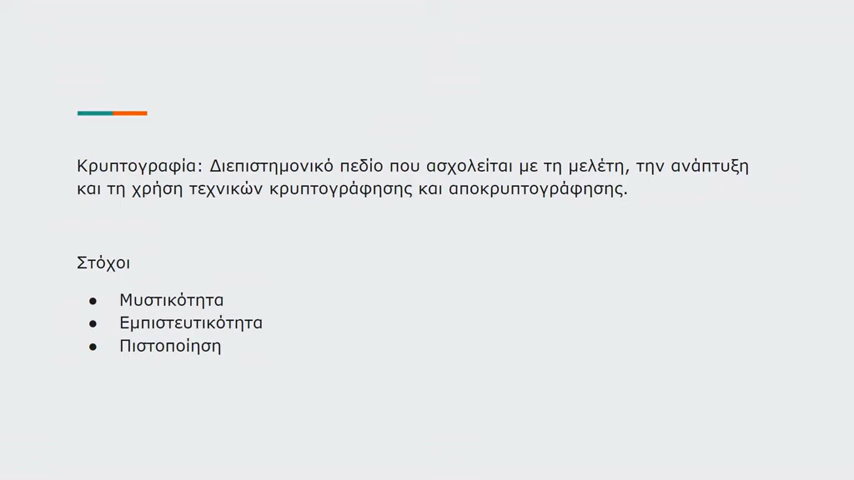 Κρυπτογραφία: Διεπιστημονικό πεδίο που ασχολείται με τη μελέτη, την ανάπτυξη
και τη χρήση τεχνικών κρυπτογράφησης και αποκρυπτογράφησης.
Στόχοι
● Μυστικότητα
● Εμπιστευτικότητα
● Πιστοποίηση